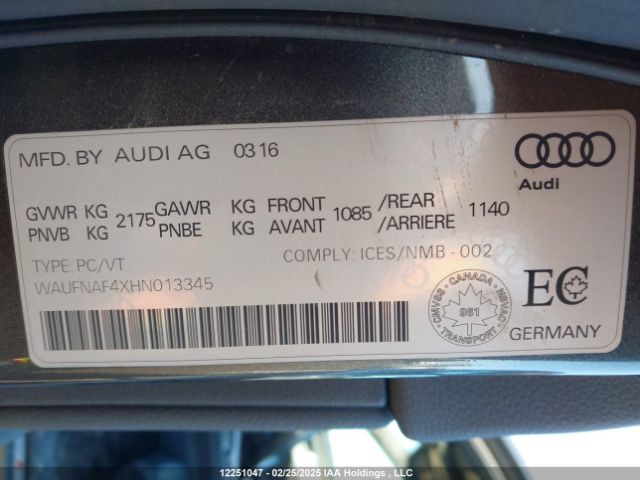 MFD. BY AUDI AG 0316
Audi
GVWR KG 2175 GAWR KG FRONT 1085 /REAR 1140
PNVB KG PNBE KG AVANT /ARRIERE
TYPE: PC/VT COMPLY: ICES/NMB - 002
WAUFNAF4XHN013345
CMVSS - CANADA - NSVAC
961
TRANSPORT
EC
GERMANY
12251047 - 02/25/2025 IAA Holdings , LLC